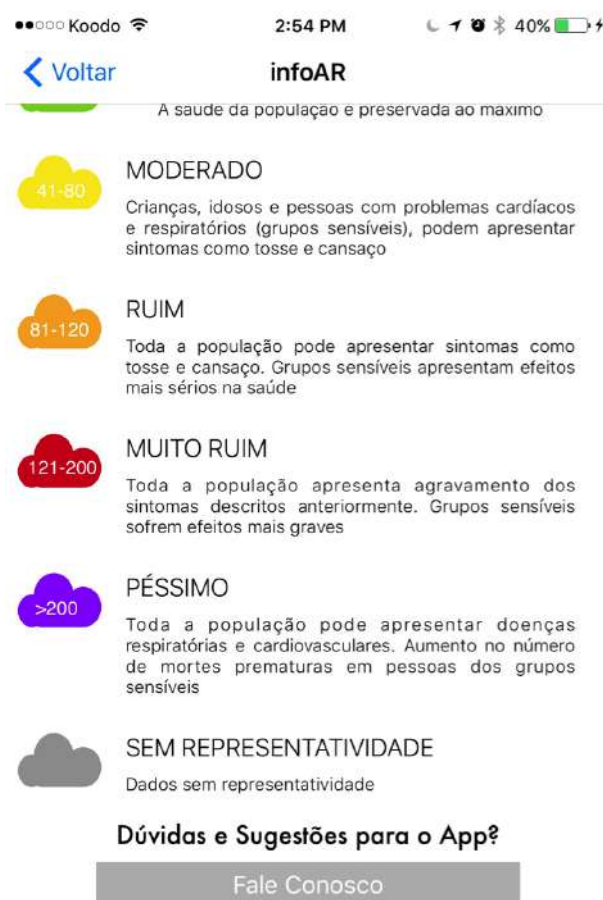 Koodo 2:54 PM 40%
Voltar infoAR
A saúde da população é preservada ao máximo
MODERADO
41-80
Crianças, idosos e pessoas com problemas cardíacos
e respiratórios (grupos sensíveis), podem apresentar
sintomas como tosse e cansaço
RUIM
81-120
Toda a população pode apresentar sintomas como
tosse e cansaço. Grupos sensíveis apresentam efeitos
mais sérios na saúde
MUITO RUIM
121-200
Toda a população apresenta agravamento dos
sintomas descritos anteriormente. Grupos sensíveis
sofrem efeitos mais graves
PÉSSIMO
>200
Toda a população pode apresentar doenças
respiratórias e cardiovasculares. Aumento no número
de mortes prematuras em pessoas dos grupos
sensíveis
SEM REPRESENTATIVIDADE
Dados sem representatividade
Dúvidas e Sugestões para o App?
Fale Conosco